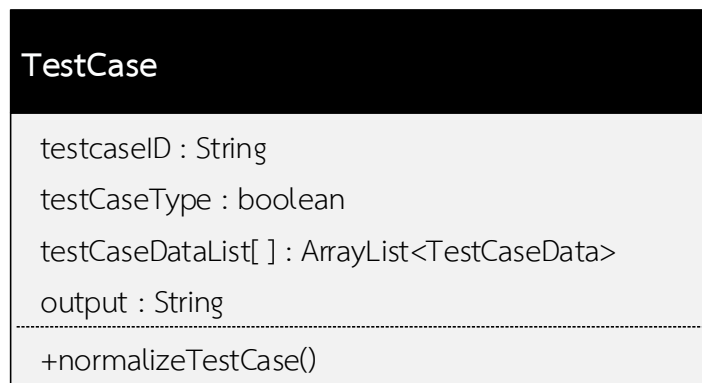 TestCase
testcaseID : String
testCaseType : boolean
testCaseDataList[ ] : ArrayList<TestCaseData>
output : String
+normalizeTestCase()